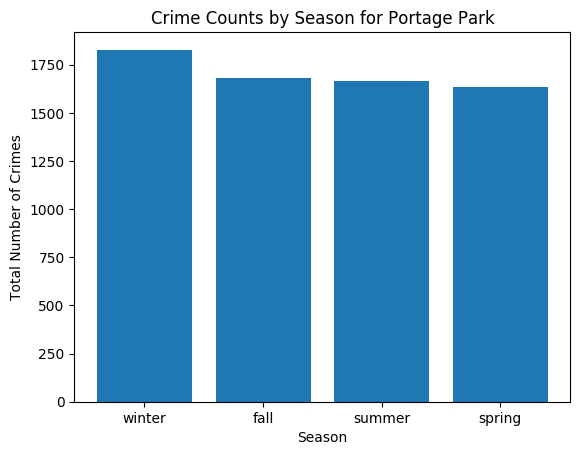 Crime Counts by Season for Portage Park
Total Number of Crimes
1750
1500
1250
1000
750
500
250
0
winter fall summer spring
Season